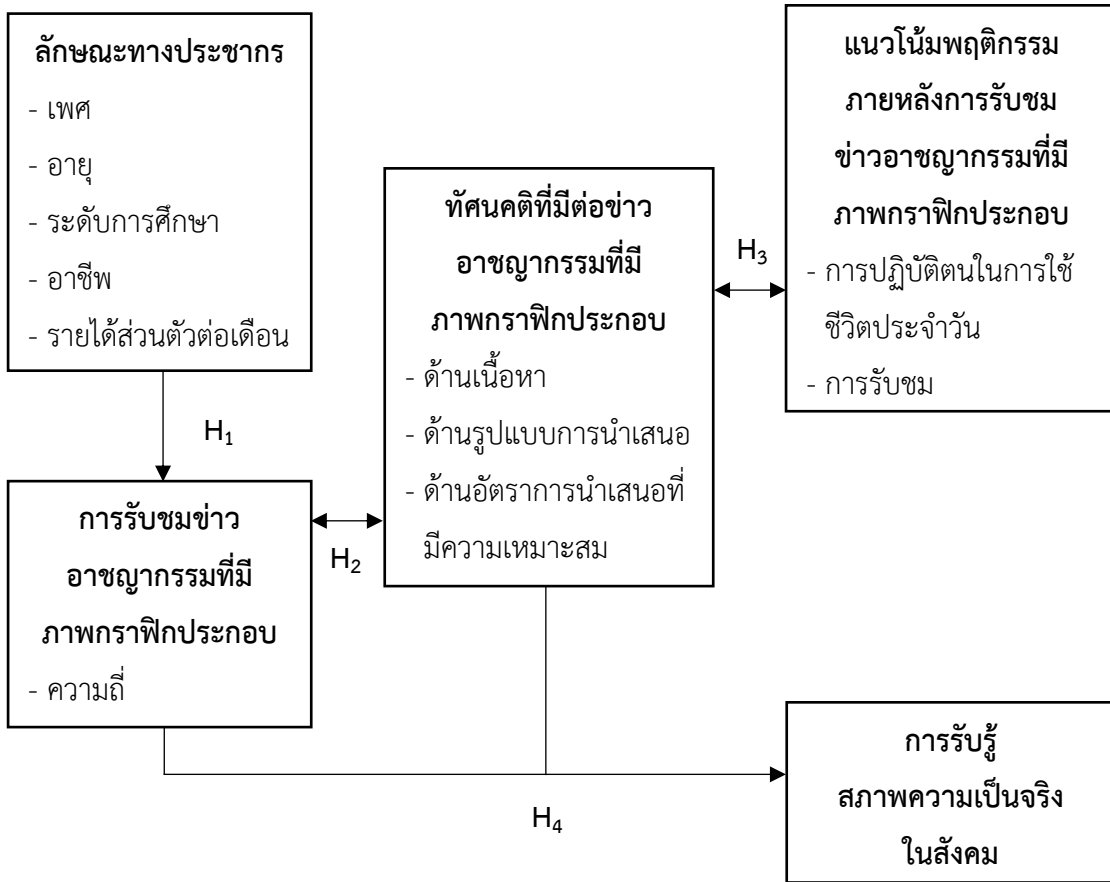 ลักษณะทางประชากร
- เพศ
- อายุ
- ระดับการศึกษา
- อาชีพ
- รายได้ส่วนตัวต่อเดือน
H₁
การรับชมข่าว
อาชญากรรมที่มี
ภาพกราฟิกประกอบ
- ความถี่
H₂
ทัศนคติที่มีต่อข่าว
อาชญากรรมที่มี
ภาพกราฟิกประกอบ
- ด้านเนื้อหา
- ด้านรูปแบบการนำเสนอ
- ด้านอัตราการนำเสนอที่
มีความเหมาะสม
H₃
แนวโน้มพฤติกรรม
ภายหลังการรับชม
ข่าวอาชญากรรมที่มี
ภาพกราฟิกประกอบ
- การปฏิบัติตนในการใช้
ชีวิตประจำวัน
- การรับชม
H₄
การรับรู้
สภาพความเป็นจริง
ในสังคม